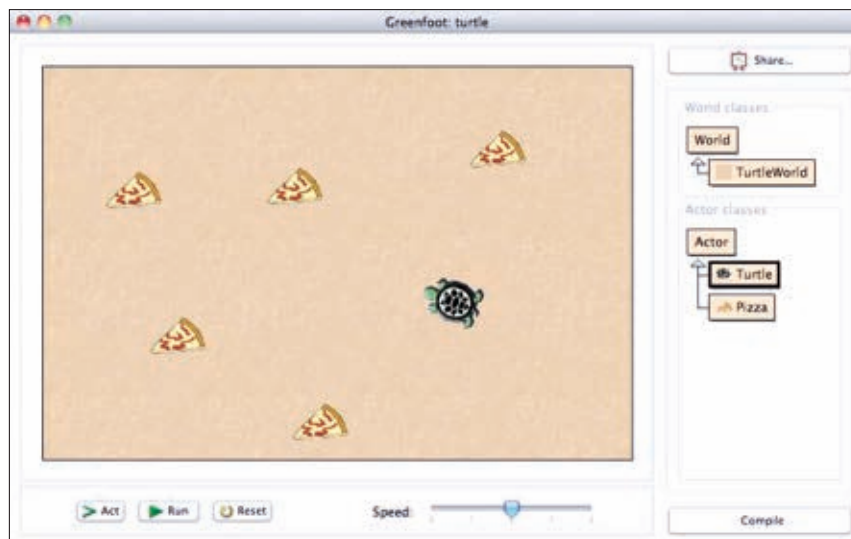 Greenfoot: turtle
Share...
World classes
World
TurtleWorld
Actor classes
Actor
Turtle
Pizza
Act
Run
Reset
Speed:
Compile